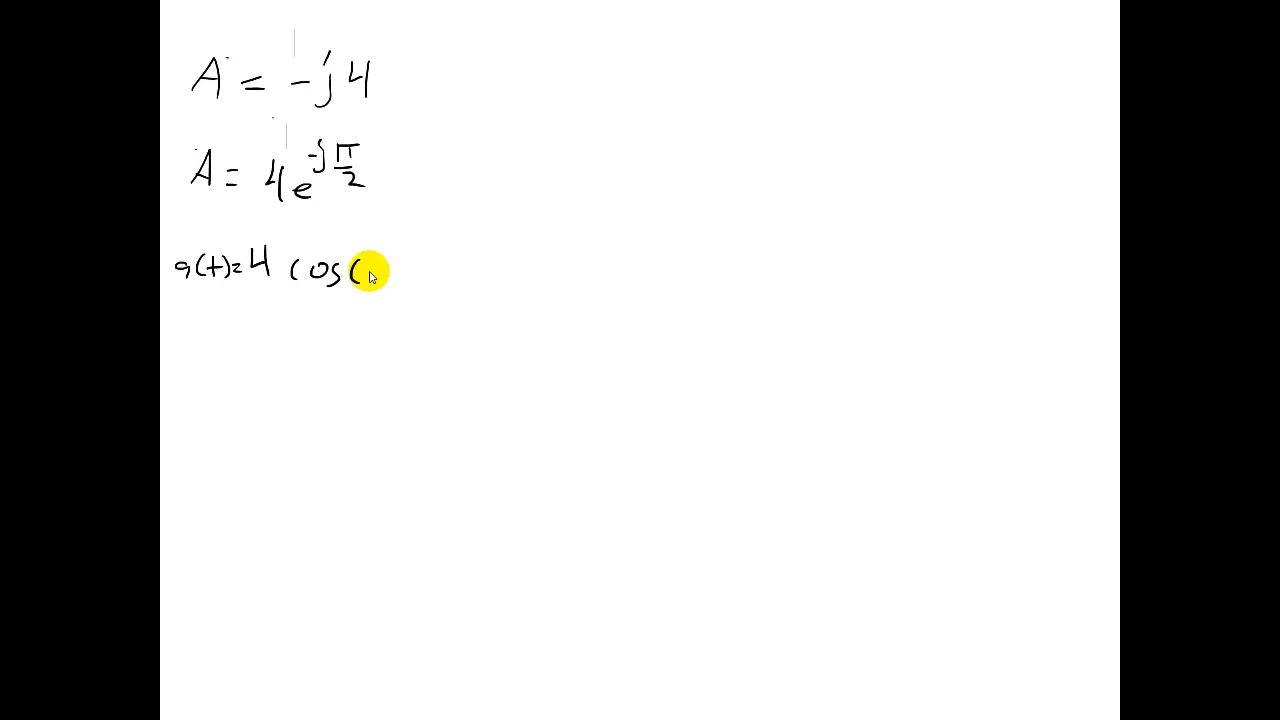 A = -j4
A = 4e^{-jπ/2}
a(t) = 4 cos(